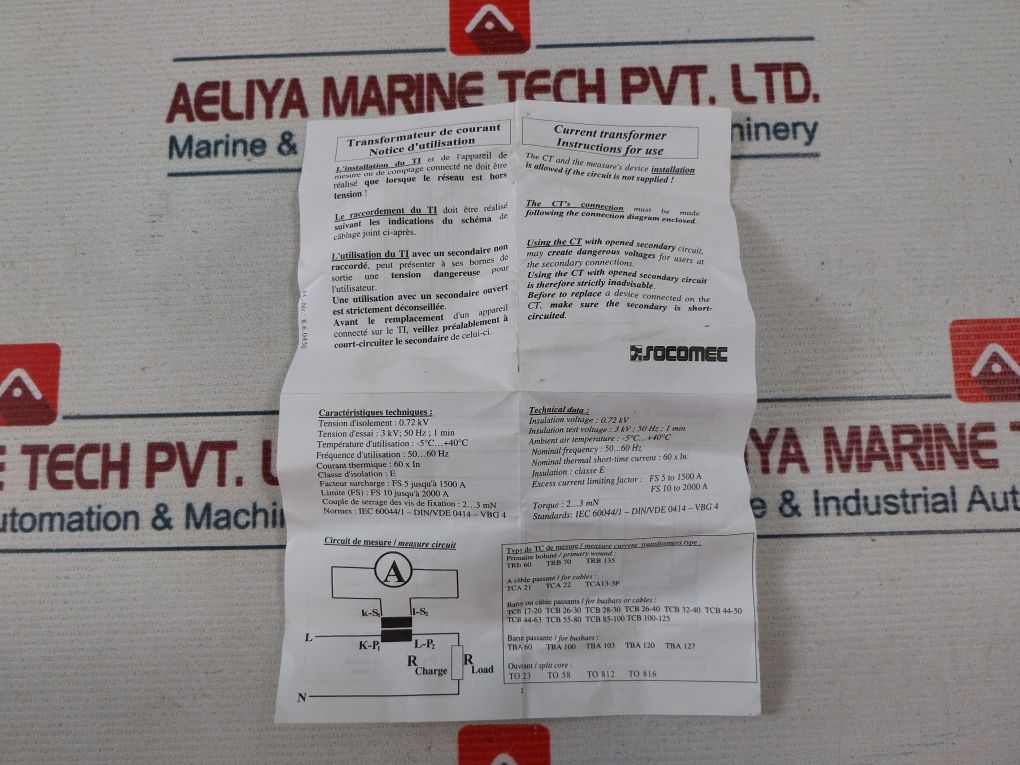 AELIYA MARINE TECH PVT. LTD.
Marine &
hinery
Transformateur de courant
Notice d'utilisation
L'installation du TI et de l'appareil de
mesure ou de comptage connecté ne doit être
réalisé que lorsque le réseau est hors
tension !
Le raccordement du TI doit être réalisé
suivant les indications du schéma de
câblage joint ci-après.
L'utilisation du TI avec un secondaire non
raccordé, peut présenter à ses bornes de
sortie une tension dangereuse pour
l'utilisateur.
Une utilisation avec un secondaire ouvert
est strictement déconseillée.
Avant le remplacement d'un appareil
connecté sur le TI, veillez préalablement à
court-circuiter le secondaire de celui-ci.
Current transformer
Instructions for use
The CT and the measure's device installation
is allowed if the circuit is not supplied !
The CT's connection must be made
following the connection diagram enclosed.
Using the CT with opened secondary circuit,
may create dangerous voltages for users at
the secondary connections.
Using the CT with opened secondary circuit
is therefore strictly inadvisable.
Before to replace a device connected on the
CT, make sure the secondary is short-
circuited.
8.6.0450
SOCOMEC
Caractéristiques techniques :
Tension d'isolement : 0.72 kV
Tension d'essai : 3 kV; 50 Hz ; 1 min
Température d'utilisation : -5°C…+40°C
Fréquence d'utilisation : 50…60 Hz
Courant thermique : 60 x In
Classe d'isolation : E
Facteur surcharge : FS 5 jusqu'à 1500 A
Limite (FS) : FS 10 jusqu'à 2000 A
Couple de serrage des vis de fixation : 2…3 mN
Normes : IEC 60044/1 – DIN/VDE 0414 – VBG 4
Technical data :
Insulation voltage : 0.72 kV
Insulation test voltage : 3 kV ; 50 Hz ; 1 min
Ambient air temperature : -5°C…+40°C
Nominal frequency : 50…60 Hz
Nominal thermal short-time current : 60 x In
Insulation : classe E
Excess current limiting factor : FS 5 to 1500 A
FS 10 to 2000 A
Torque : 2…3 mN
Standards: IEC 60044/1 – DIN/VDE 0414 – VBG 4
Circuit de mesure / measure circuit
A
k-S1 l-S2
L
K-P1 L-P2
R Charge R Load
N
Type de TC de mesure / measure current transformers type :
Primaire bobiné / primary wound :
TRB 60 TRB 70 TRB 135
A câble passant / for cables :
TCA 21 TCA 22 TCA13-3P
Barre ou câble passants / for busbars or cables :
TCB 17-20 TCB 26-30 TCB 28-30 TCB 26-40 TCB 32-40 TCB 44-50
TCB 44-63 TCB 55-80 TCB 85-100 TCB 100-125
Barre passante / for busbars :
TBA 60 TBA 100 TBA 103 TBA 120 TBA 127
Ouvrant / split core :
TO 23 TO 58 TO 812 TO 816
2
E TECH PVT. L
utomation & Machi
YA MARINE T
e & Industrial Aut
AELIYA MARINE TECH PVT. LTD.